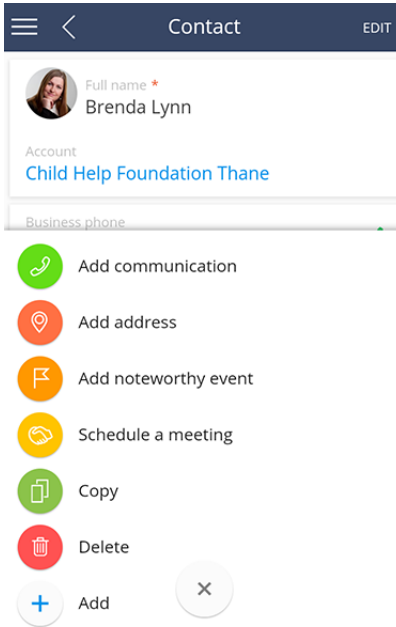 Contact
EDIT
Full name *
Brenda Lynn
Account
Child Help Foundation Thane
Business phone
Add communication
Add address
Add noteworthy event
Schedule a meeting
Copy
Delete
Add